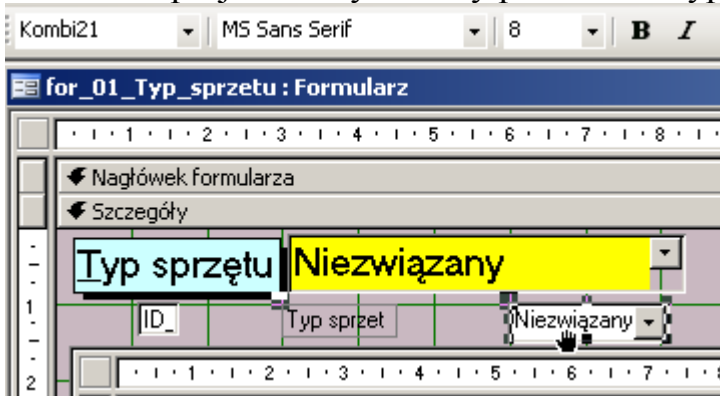 Kombi21 MS Sans Serif 8 B I
for_01_Typ_sprzetu : Formularz
1 2 3 4 5 6 7 8
Nagłówek formularza
Szczegóły
Typ sprzętu Niezwiązany
1
ID_ Typ sprzet Niezwiązany
1 2 3 4 5 6 7 8
2